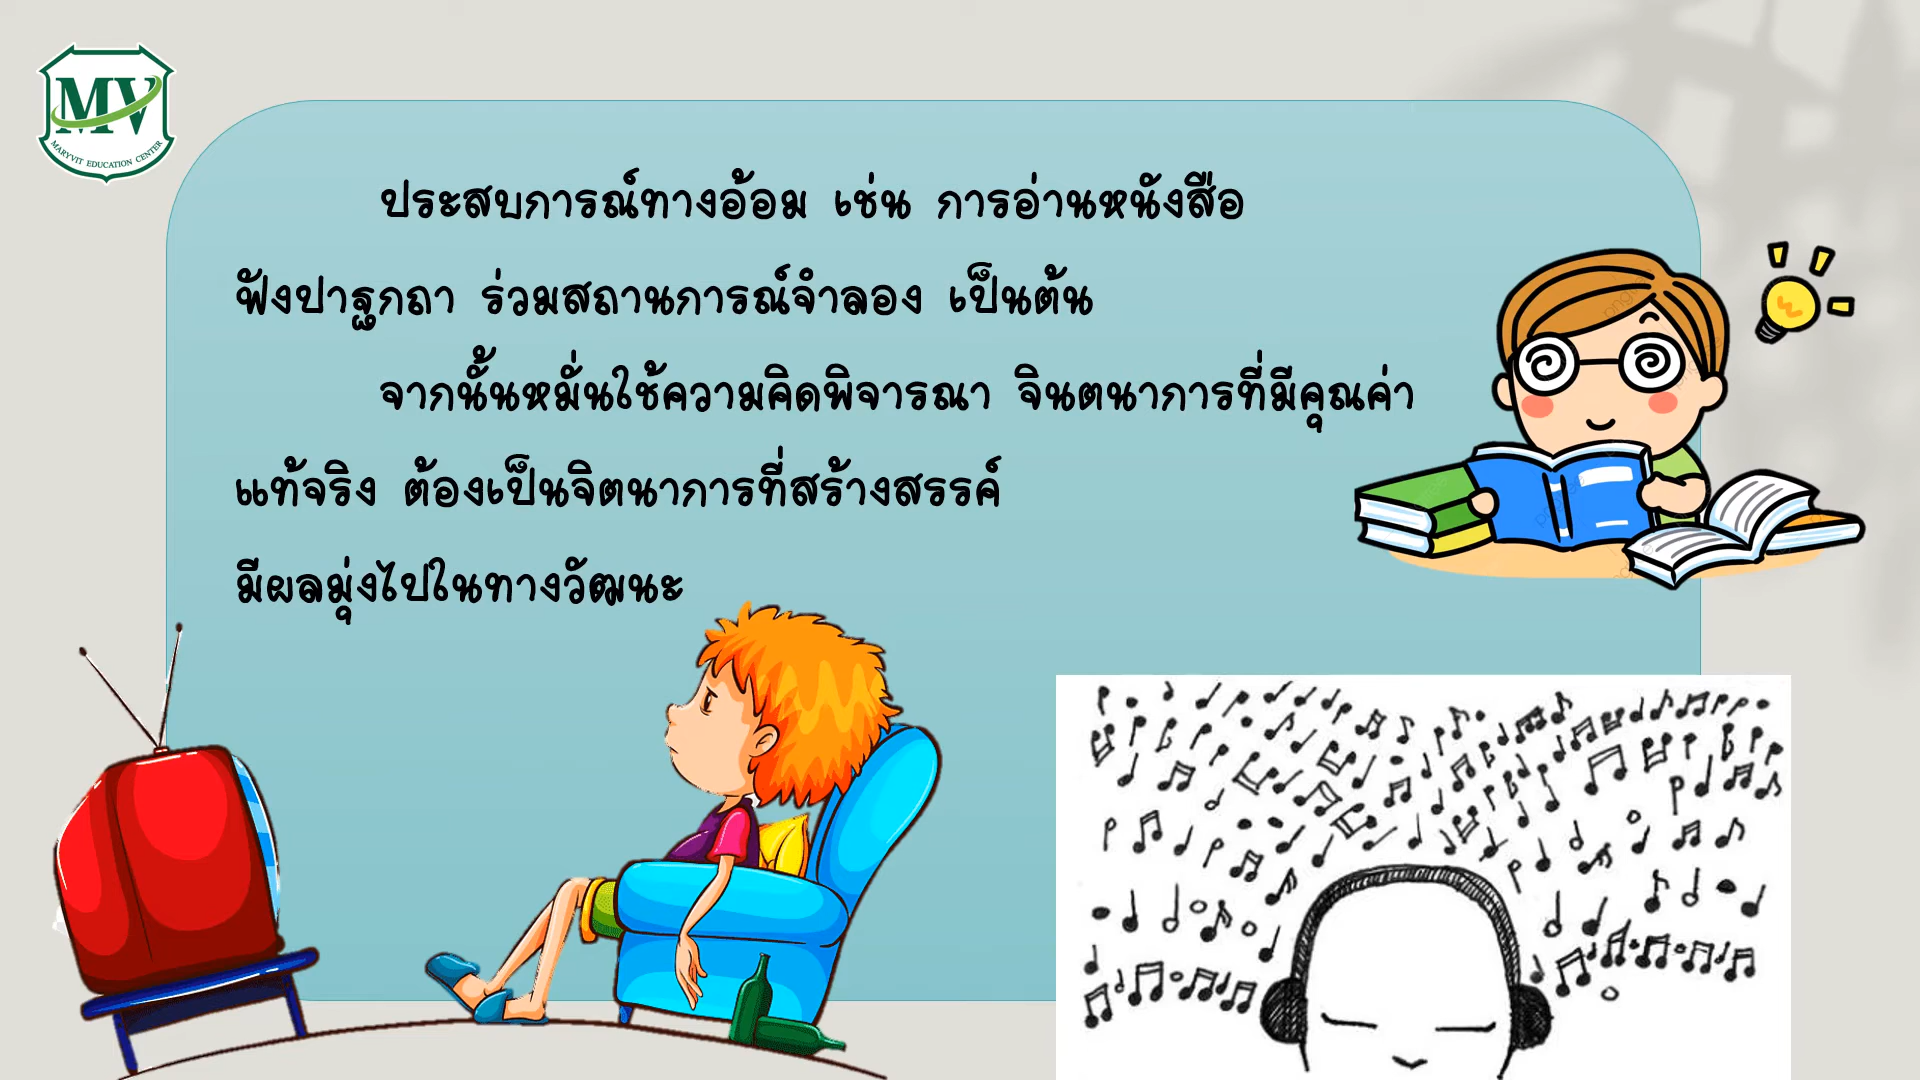 MV
MARYVIT EDUCATION CENTER
ประสบการณ์ทางอ้อม เช่น การอ่านหนังสือ
ฟังปาฐกถา ร่วมสถานการณ์จำลอง เป็นต้น
จากนั้นหมั่นใช้ความคิดพิจารณา จินตนาการที่มีคุณค่า
แท้จริง ต้องเป็นจิตนาการที่สร้างสรรค์
มีผลมุ่งไปในทางวัฒนะ